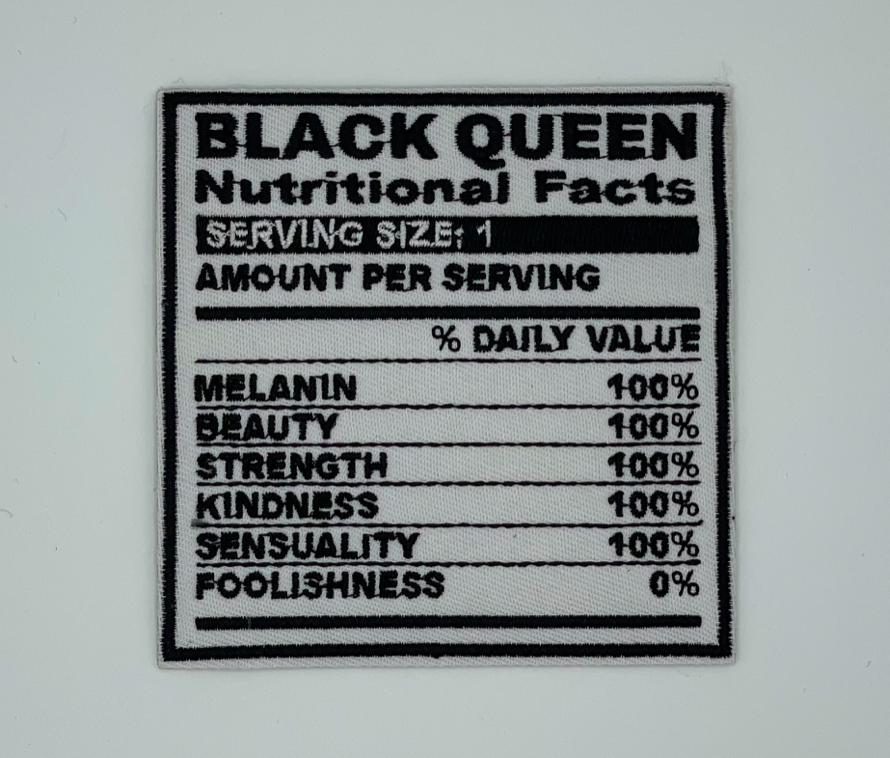 BLACK QUEEN
Nutritional Facts
SERVING SIZE: 1
AMOUNT PER SERVING
% DAILY VALUE
MELANIN 100%
BEAUTY 100%
STRENGTH 100%
KINDNESS 100%
SENSUALITY 100%
FOOLISHNESS 0%